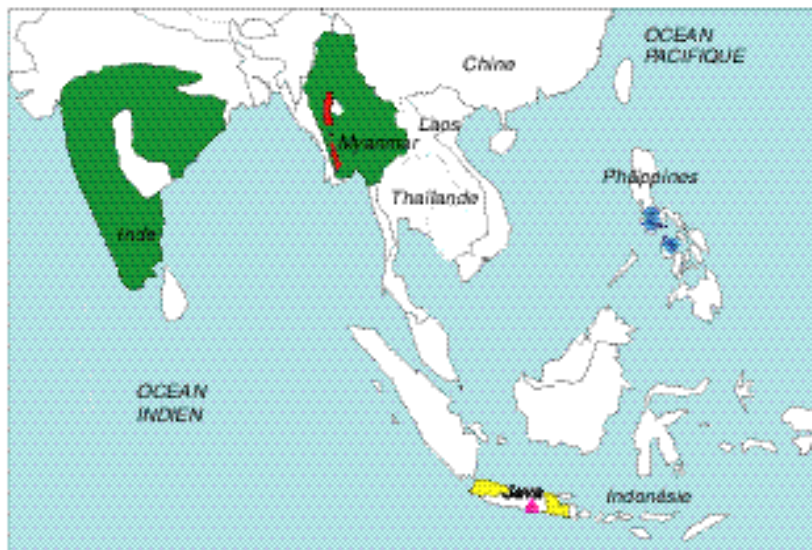 OCEAN
PACIFIQUE
Chine
Laos
Myanmar
Philippines
Thaïlande
Inde
OCEAN
INDIEN
Java
Indonésie